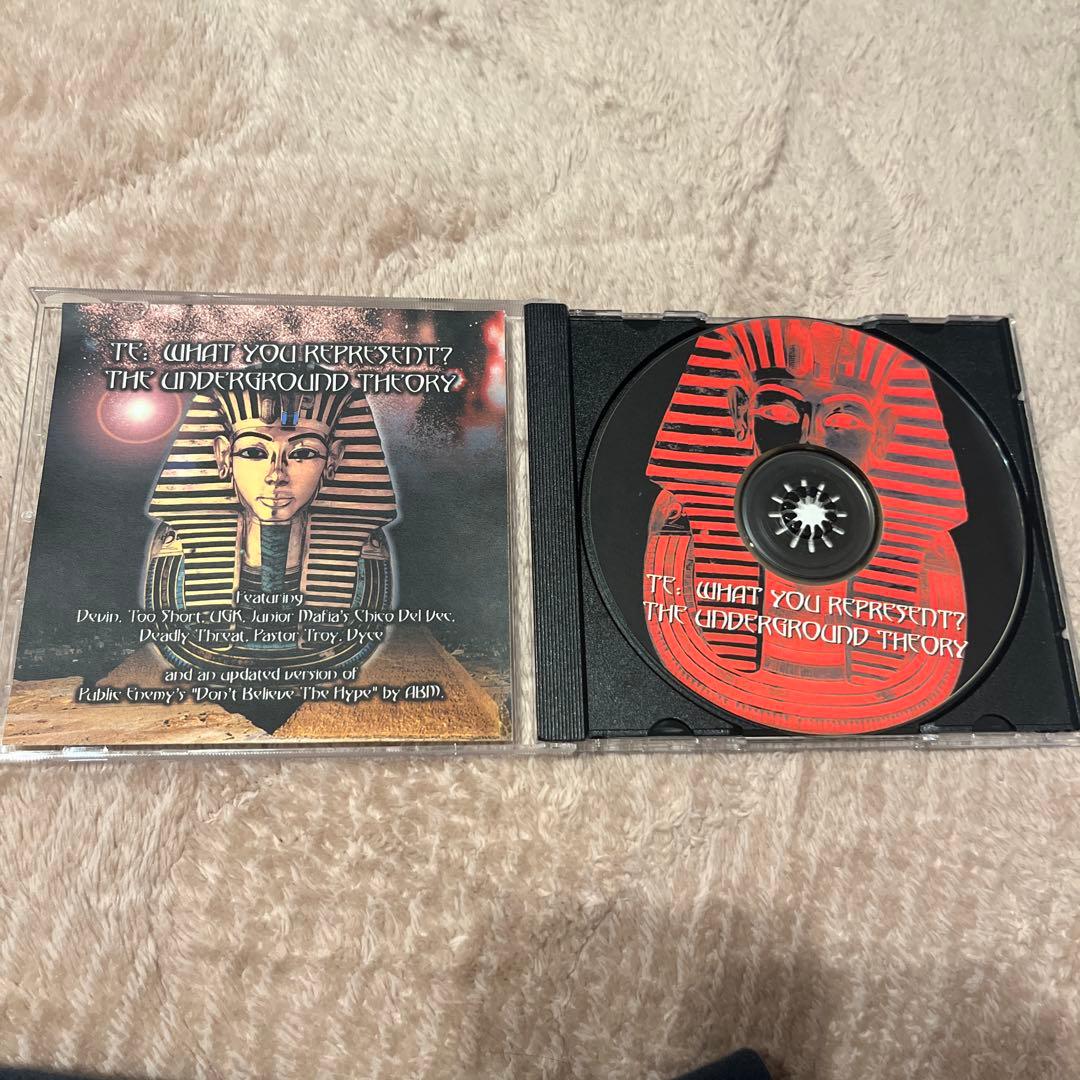 TE: WHAT YOU REPRESENT?
THE UNDERGROUND THEORY
Featuring
Devin, Too Short, UGK, Junior Mafia's Chico Del Vec,
Deadly Threat, Pastor Troy, Dyce
and an updated version of
Public Enemy's "Don't Believe The Hype" by ABM.
TE: WHAT YOU REPRESENT?
THE UNDERGROUND THEORY